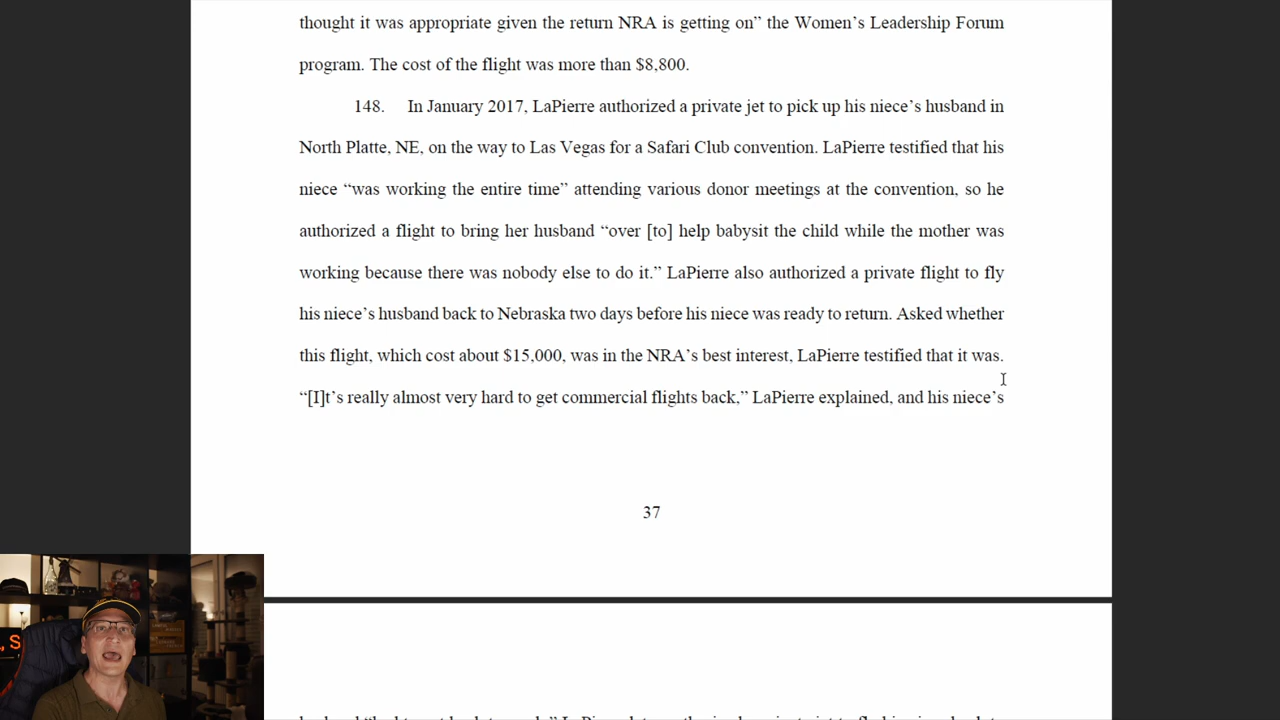 thought it was appropriate given the return NRA is getting on” the Women’s Leadership Forum
program. The cost of the flight was more than $8,800.
148. In January 2017, LaPierre authorized a private jet to pick up his niece’s husband in
North Platte, NE, on the way to Las Vegas for a Safari Club convention. LaPierre testified that his
niece “was working the entire time” attending various donor meetings at the convention, so he
authorized a flight to bring her husband “over [to] help babysit the child while the mother was
working because there was nobody else to do it.” LaPierre also authorized a private flight to fly
his niece’s husband back to Nebraska two days before his niece was ready to return. Asked whether
this flight, which cost about $15,000, was in the NRA’s best interest, LaPierre testified that it was.
“[I]t’s really almost very hard to get commercial flights back,” LaPierre explained, and his niece’s
37
, S